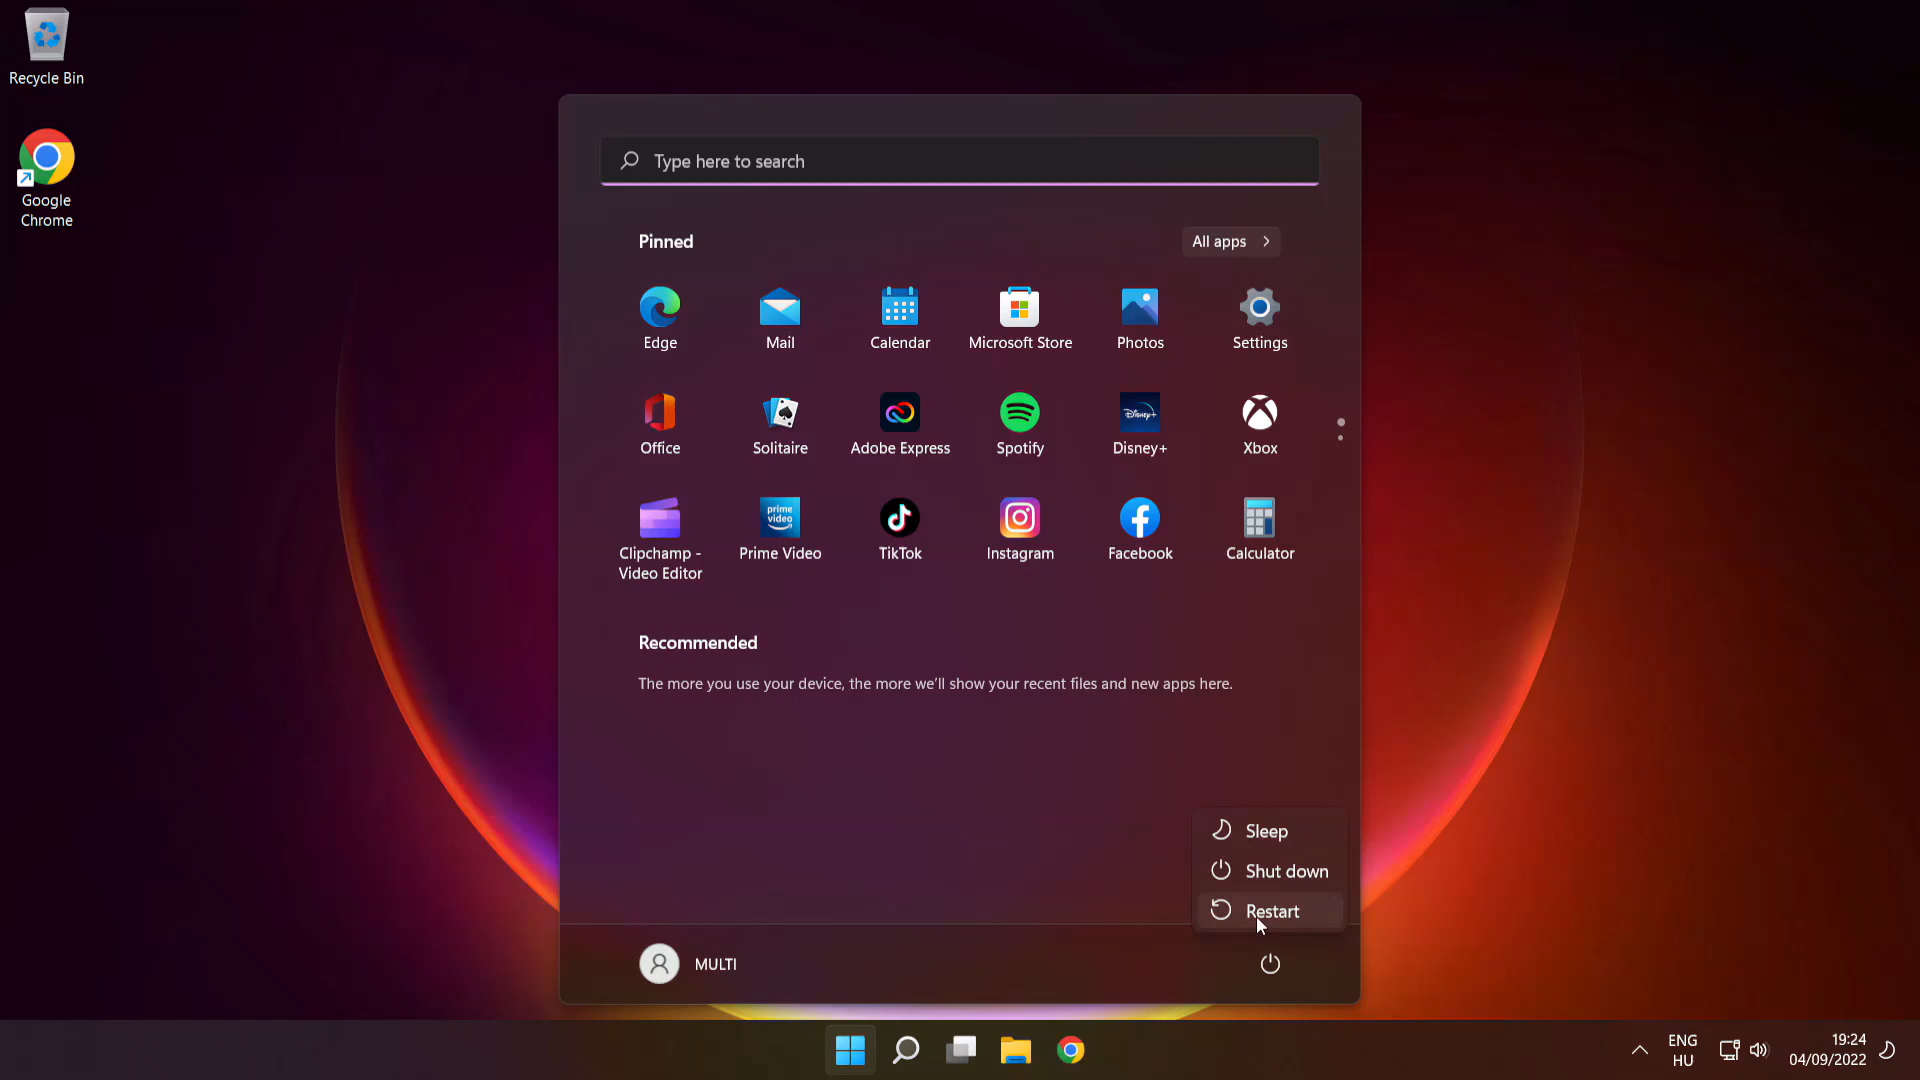 Recycle Bin
Google
Chrome
Type here to search
Pinned
All apps
Edge
Mail
Calendar
Microsoft Store
Photos
Settings
Office
Solitaire
Adobe Express
Spotify
Disney+
Disney+
Xbox
prime
video
Clipchamp -
Video Editor
Prime Video
TikTok
Instagram
Facebook
Calculator
Recommended
The more you use your device, the more we'll show your recent files and new apps here.
Sleep
Shut down
Restart
MULTI
ENG
HU
19:24
04/09/2022